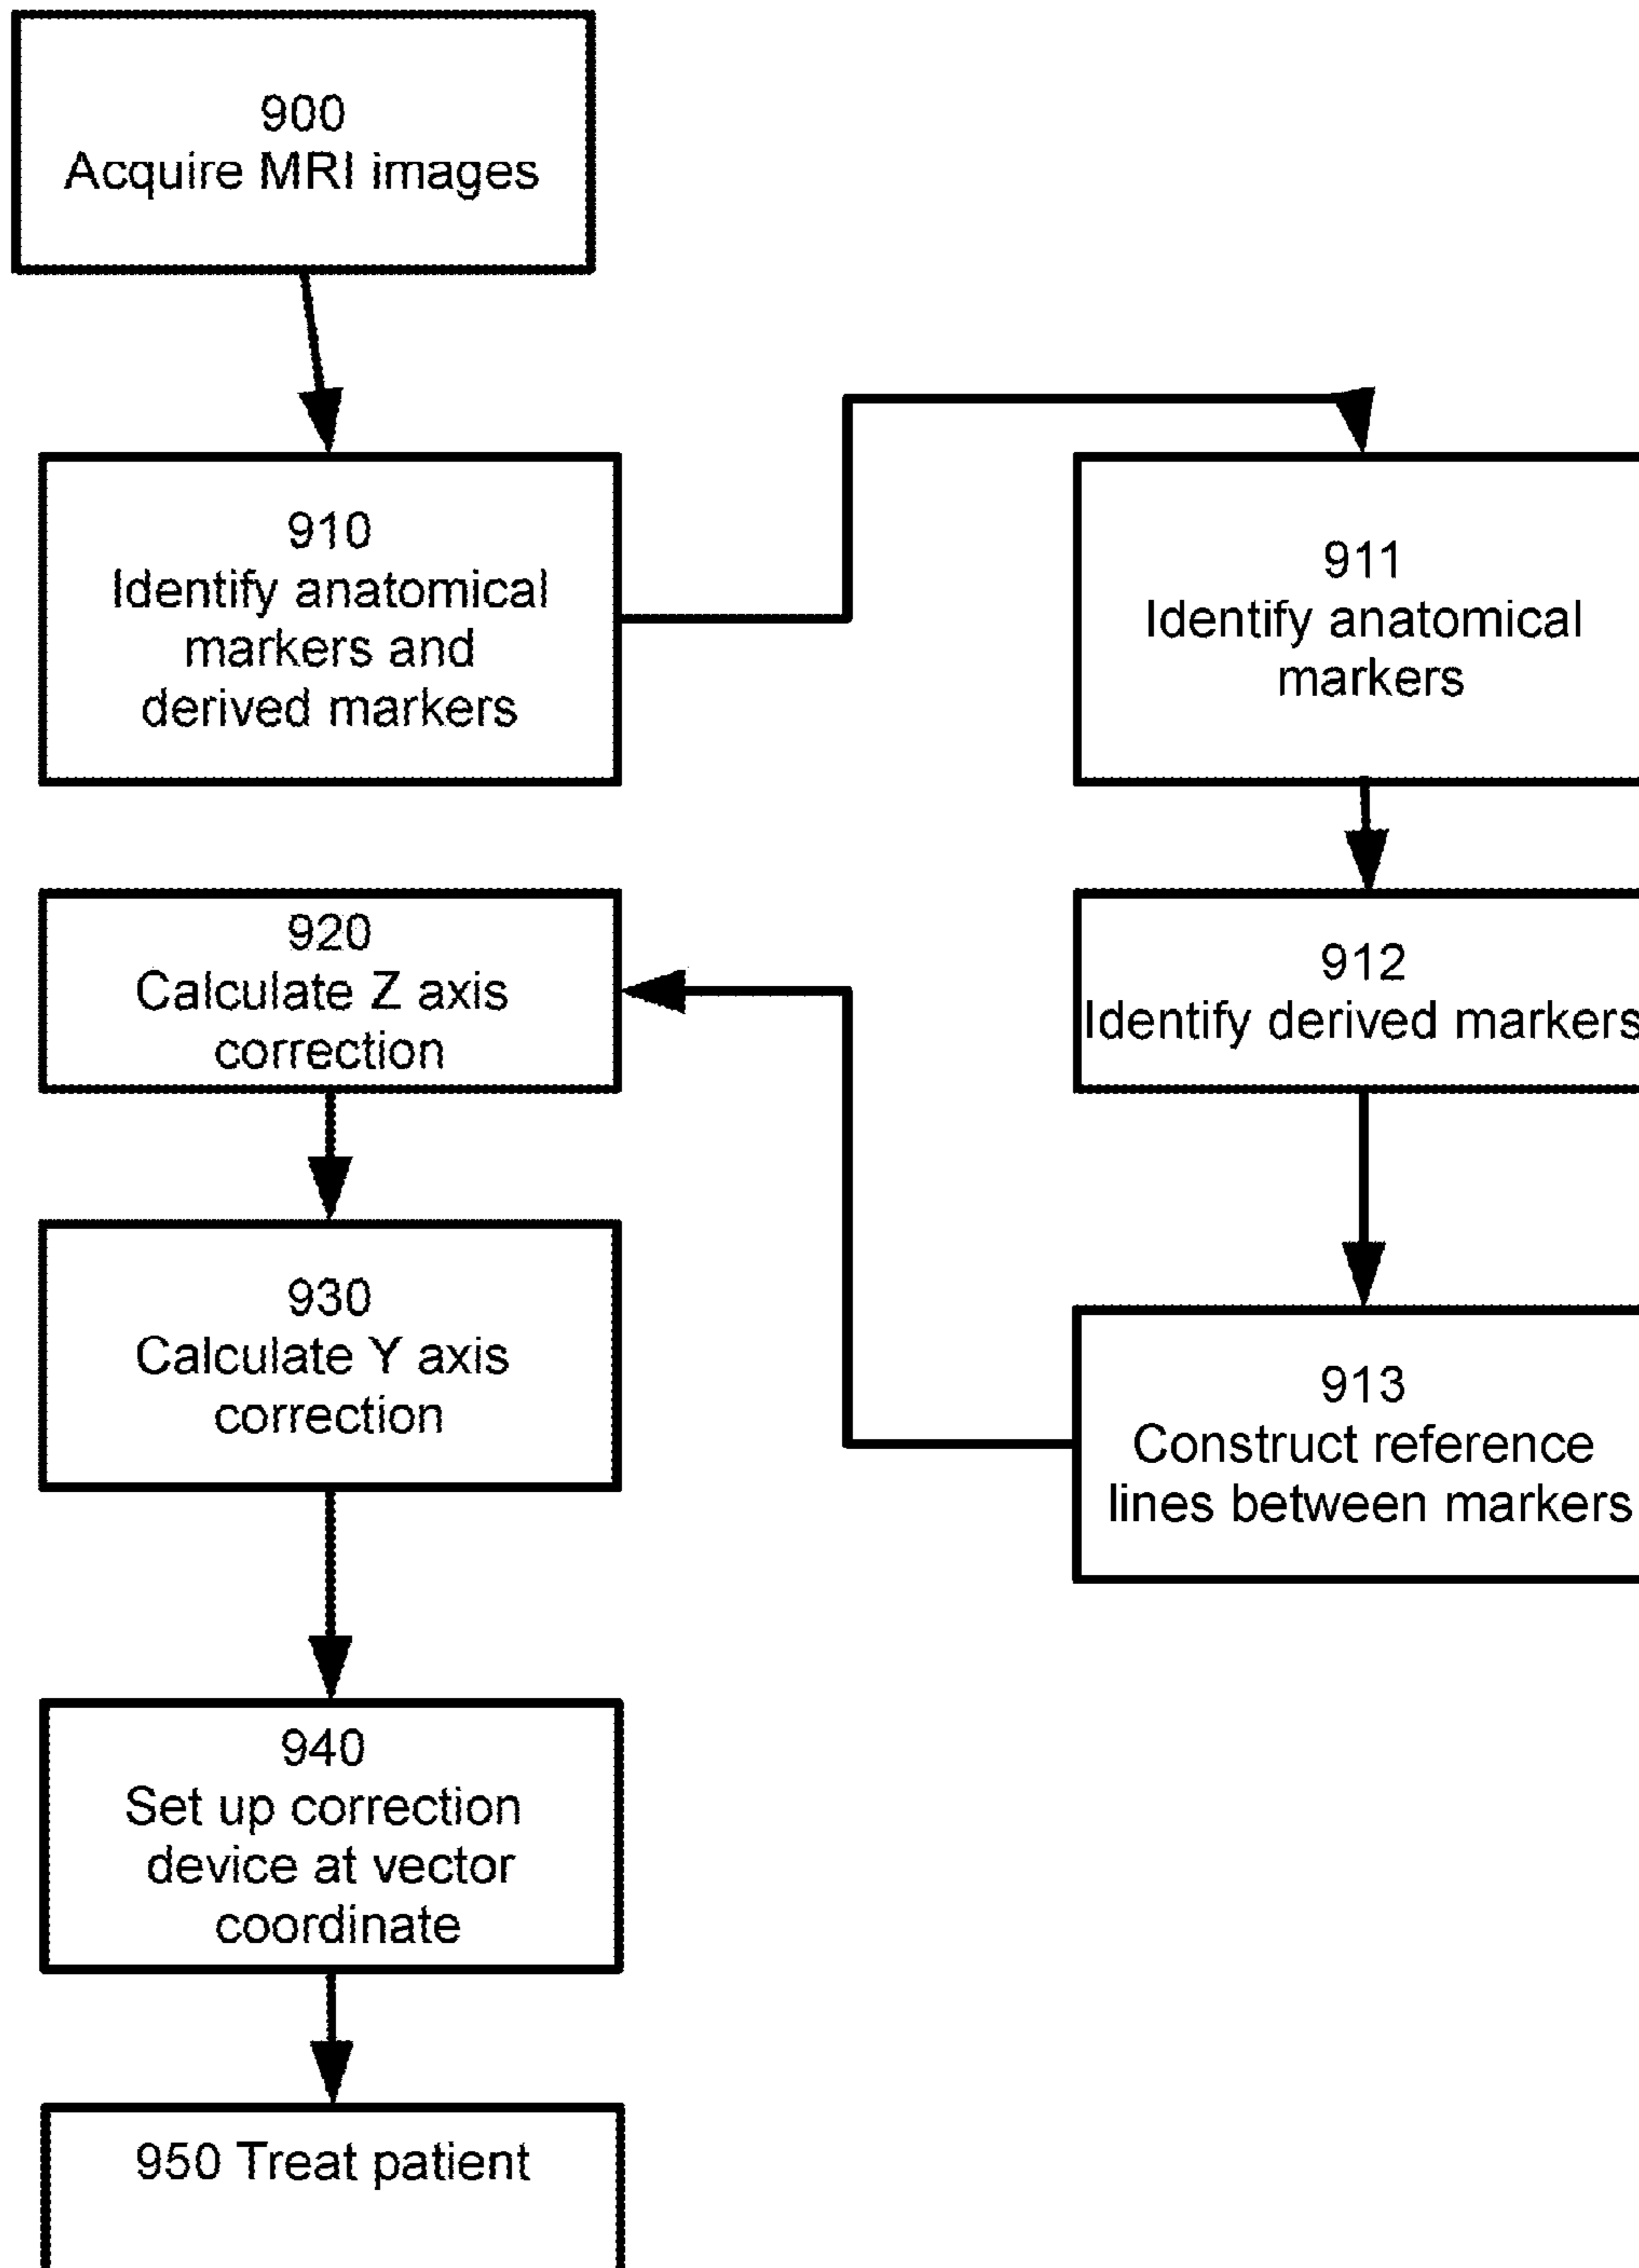 900
Acquire MRI images
910
Identify anatomical
markers and
derived markers
911
Identify anatomical
markers
912
Identify derived markers
913
Construct reference
lines between markers
920
Calculate Z axis
correction
930
Calculate Y axis
correction
940
Set up correction
device at vector
coordinate
950 Treat patient